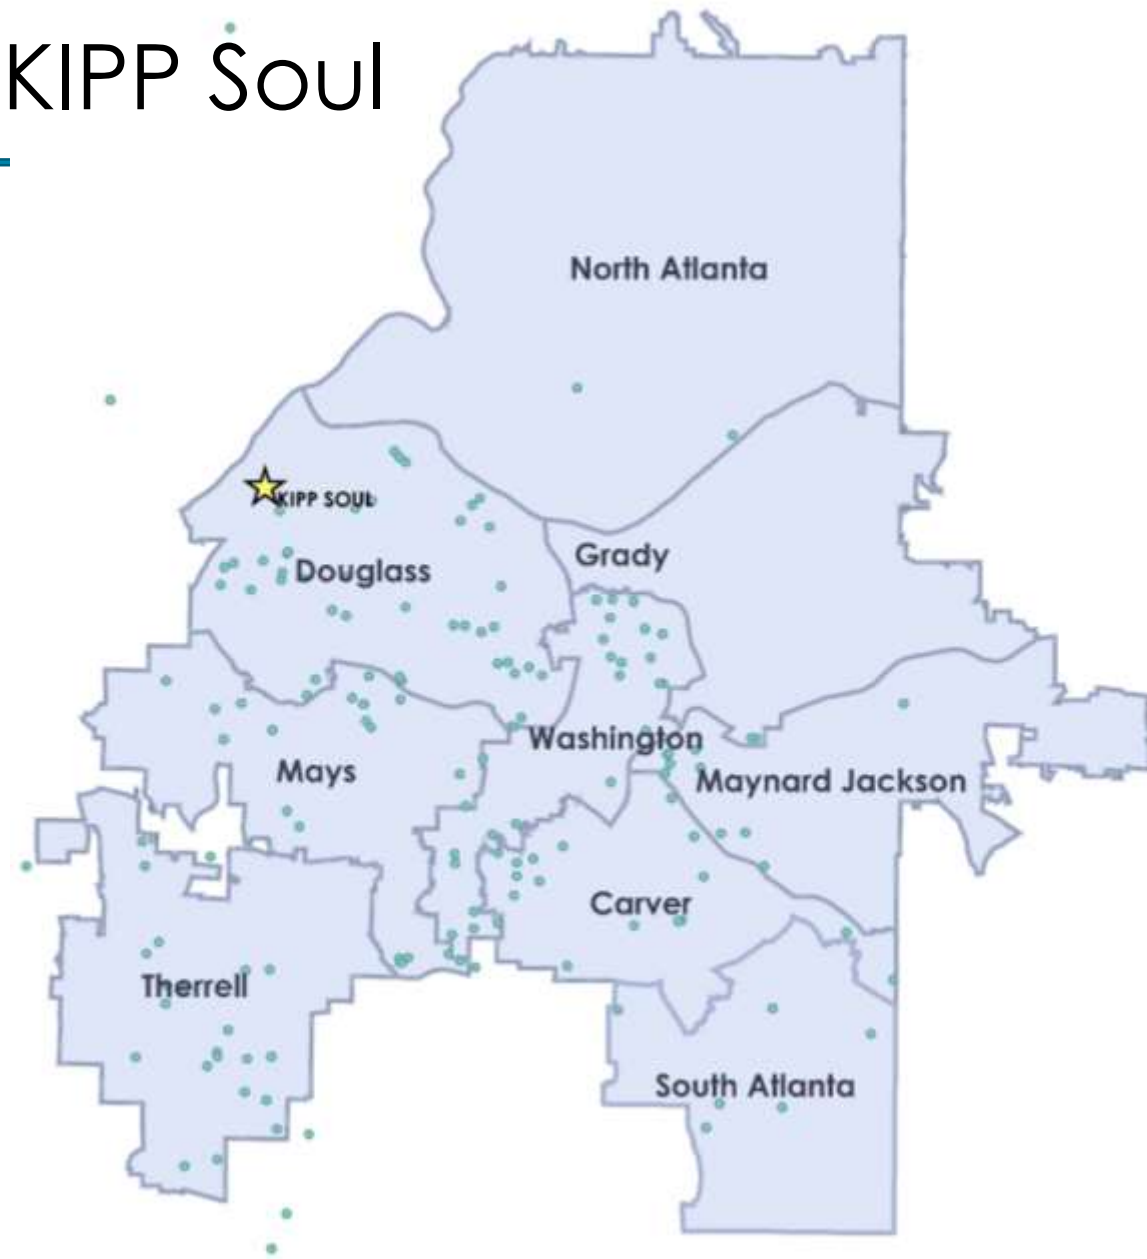 KIPP Soul
North Atlanta
KIPP SOUL
Grady
Douglass
Washington
Mays
Maynard Jackson
Carver
Therrell
South Atlanta